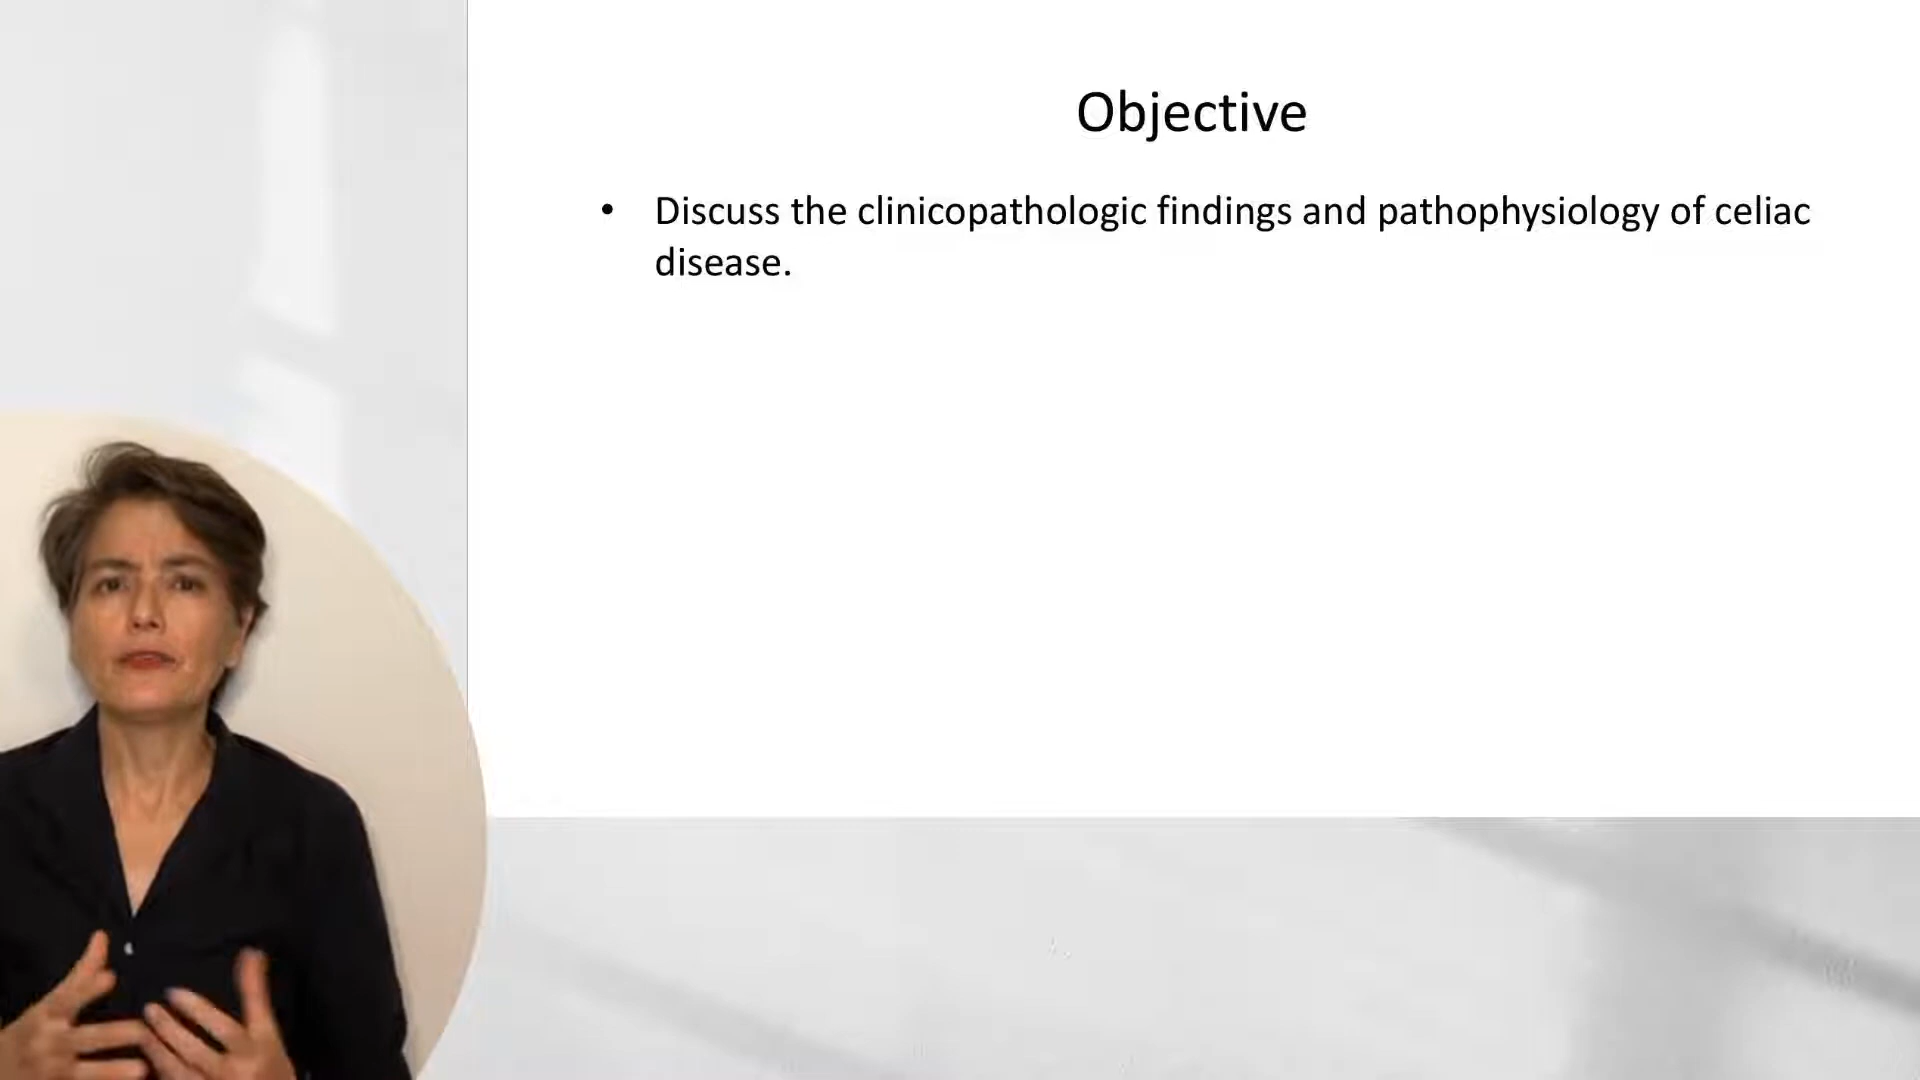 Objective
• Discuss the clinicopathologic findings and pathophysiology of celiac
disease.